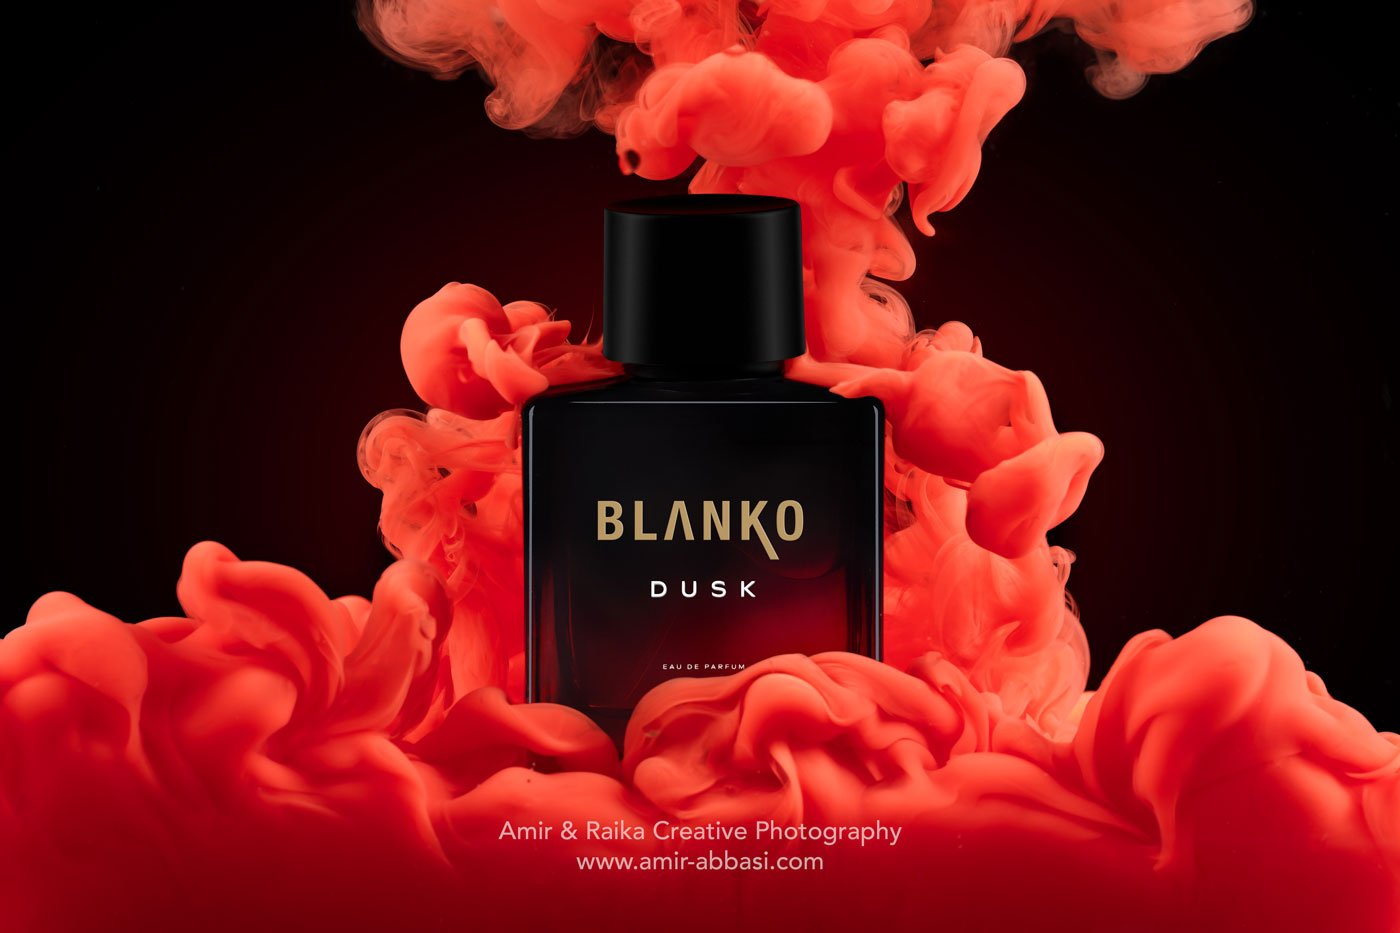 BLANKO
DUSK
EAU DE PARFUM
Amir & Raika Creative Photography
www.amir-abbasi.com